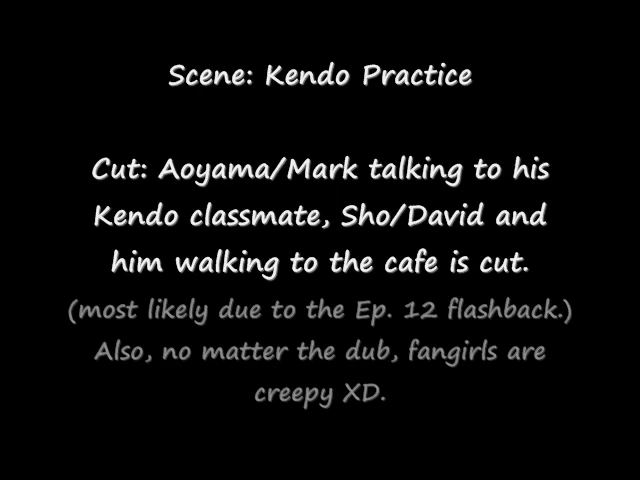 Scene: Kendo Practice
Cut: Aoyama/Mark talking to his
Kendo classmate, Sho/David and
him walking to the cafe is cut.
(most likely due to the Ep. 12 flashback.)
Also, no matter the dub, fangirls are
creepy XD.